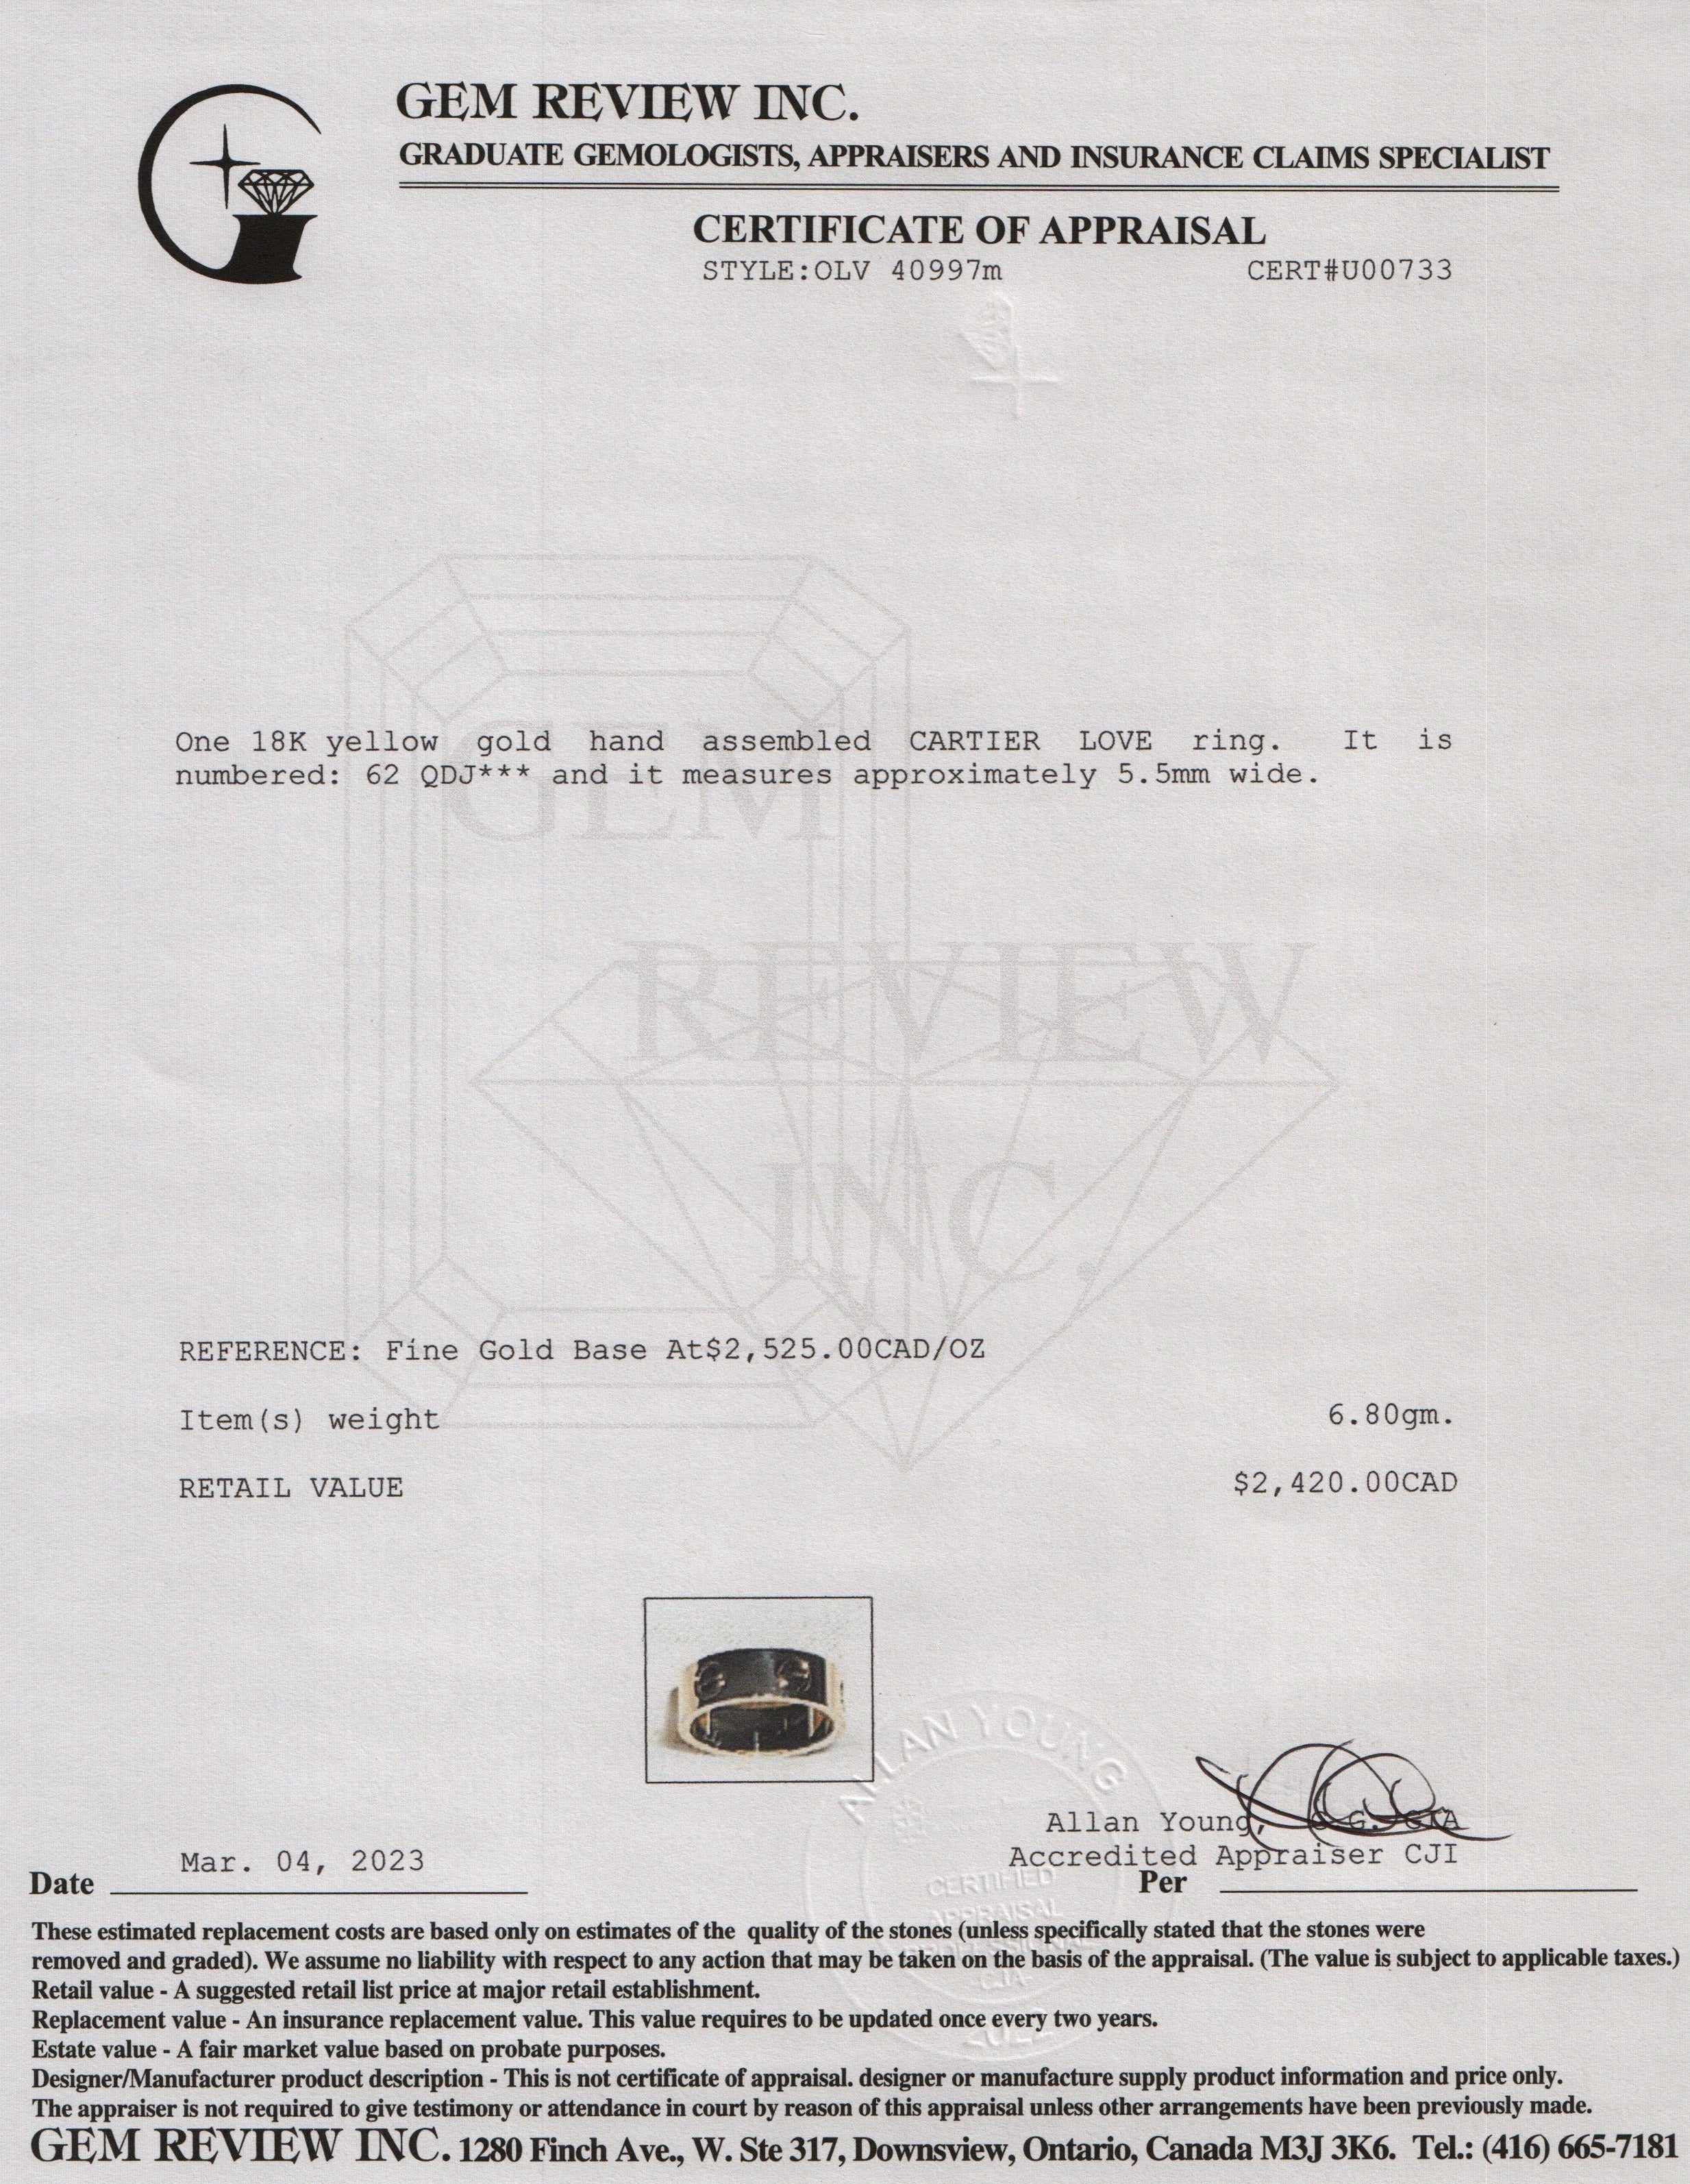 GEM REVIEW INC.
GRADUATE GEMOLOGISTS, APPRAISERS AND INSURANCE CLAIMS SPECIALIST
CERTIFICATE OF APPRAISAL
STYLE:OLV 40997m CERT#U00733
One 18K yellow gold hand assembled CARTIER LOVE ring. It is
numbered: 62 QDJ*** and it measures approximately 5.5mm wide.
GEM
REVIEW
INC.
REFERENCE: Fine Gold Base At$2,525.00CAD/OZ
Item(s) weight 6.80gm.
RETAIL VALUE $2,420.00CAD
ALLAN YOUNG
CERTIFIED
APPRAISAL
PROFESSIONAL
-CJA-
Allan Young, G.G. GIA
Accredited Appraiser CJI
Date Mar. 04, 2023 Per
These estimated replacement costs are based only on estimates of the quality of the stones (unless specifically stated that the stones were
removed and graded). We assume no liability with respect to any action that may be taken on the basis of the appraisal. (The value is subject to applicable taxes.)
Retail value - A suggested retail list price at major retail establishment.
Replacement value - An insurance replacement value. This value requires to be updated once every two years.
Estate value - A fair market value based on probate purposes.
Designer/Manufacturer product description - This is not certificate of appraisal. designer or manufacture supply product information and price only.
The appraiser is not required to give testimony or attendance in court by reason of this appraisal unless other arrangements have been previously made.
GEM REVIEW INC. 1280 Finch Ave., W. Ste 317, Downsview, Ontario, Canada M3J 3K6. Tel.: (416) 665-7181